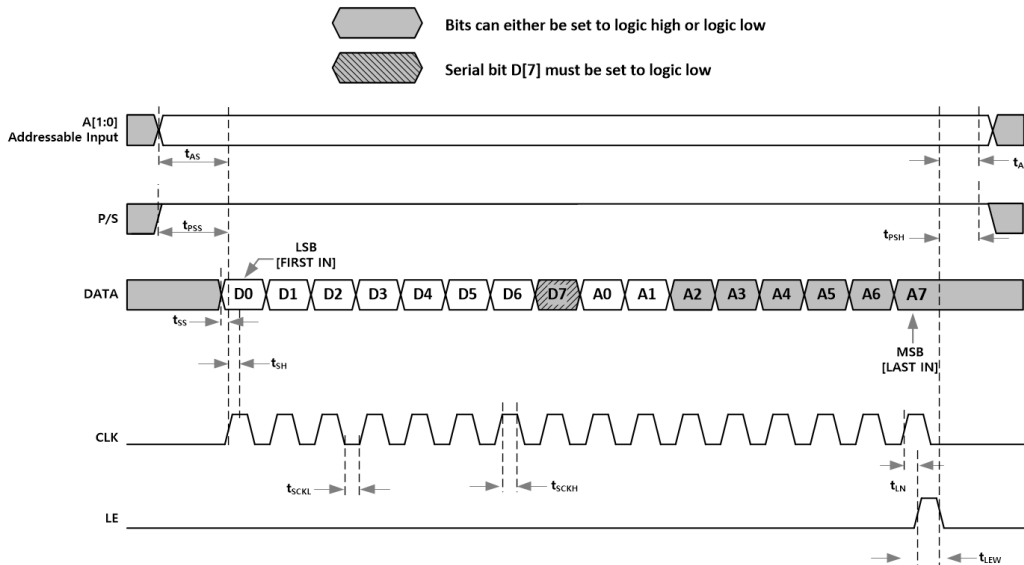 Bits can either be set to logic high or logic low
Serial bit D[7] must be set to logic low
A[1:0]
Addressable Input
tAS
tA
P/S
tPSS
tPSH
LSB
[FIRST IN]
DATA
D0 D1 D2 D3 D4 D5 D6 D7 A0 A1 A2 A3 A4 A5 A6 A7
tSS
tSH
MSB
[LAST IN]
CLK
tSCKL
tSCKH
tLN
LE
tLEW